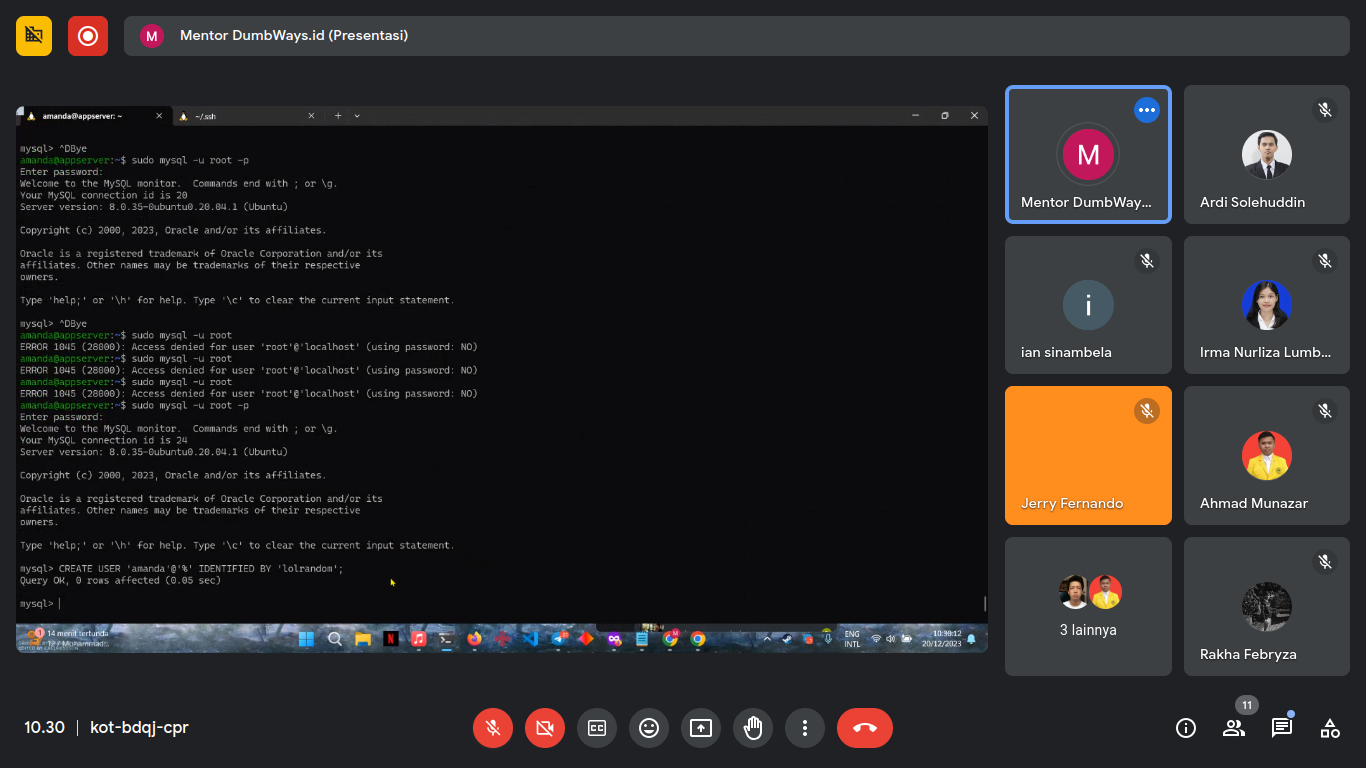 M Mentor DumbWays.id (Presentasi)
amanda@appserver: ~
~/.ssh
mysql> ^DBye
amanda@appserver:~$ sudo mysql -u root -p
Enter password:
Welcome to the MySQL monitor.  Commands end with ; or \g.
Your MySQL connection id is 20
Server version: 8.0.35-0ubuntu0.20.04.1 (Ubuntu)
Copyright (c) 2000, 2023, Oracle and/or its affiliates.
Oracle is a registered trademark of Oracle Corporation and/or its
affiliates. Other names may be trademarks of their respective
owners.
Type 'help;' or '\h' for help. Type '\c' to clear the current input statement.
mysql> ^DBye
amanda@appserver:~$ sudo mysql -u root
ERROR 1045 (28000): Access denied for user 'root'@'localhost' (using password: NO)
amanda@appserver:~$ sudo mysql -u root
ERROR 1045 (28000): Access denied for user 'root'@'localhost' (using password: NO)
amanda@appserver:~$ sudo mysql -u root
ERROR 1045 (28000): Access denied for user 'root'@'localhost' (using password: NO)
amanda@appserver:~$ sudo mysql -u root -p
Enter password:
Welcome to the MySQL monitor.  Commands end with ; or \g.
Your MySQL connection id is 24
Server version: 8.0.35-0ubuntu0.20.04.1 (Ubuntu)
Copyright (c) 2000, 2023, Oracle and/or its affiliates.
Oracle is a registered trademark of Oracle Corporation and/or its
affiliates. Other names may be trademarks of their respective
owners.
Type 'help;' or '\h' for help. Type '\c' to clear the current input statement.
mysql> CREATE USER 'amanda'@'%' IDENTIFIED BY 'lolrandom';
Query OK, 0 rows affected (0.05 sec)
mysql>
1
14 menit tertunda
ENG
INTL
10:30:12
20/12/2023
M
Mentor DumbWay...
Ardi Solehuddin
i
ian sinambela
Irma Nurliza Lumb...
Jerry Fernando
Ahmad Munazar
3 lainnya
Rakha Febryza
10.30
kot-bdqj-cpr
11